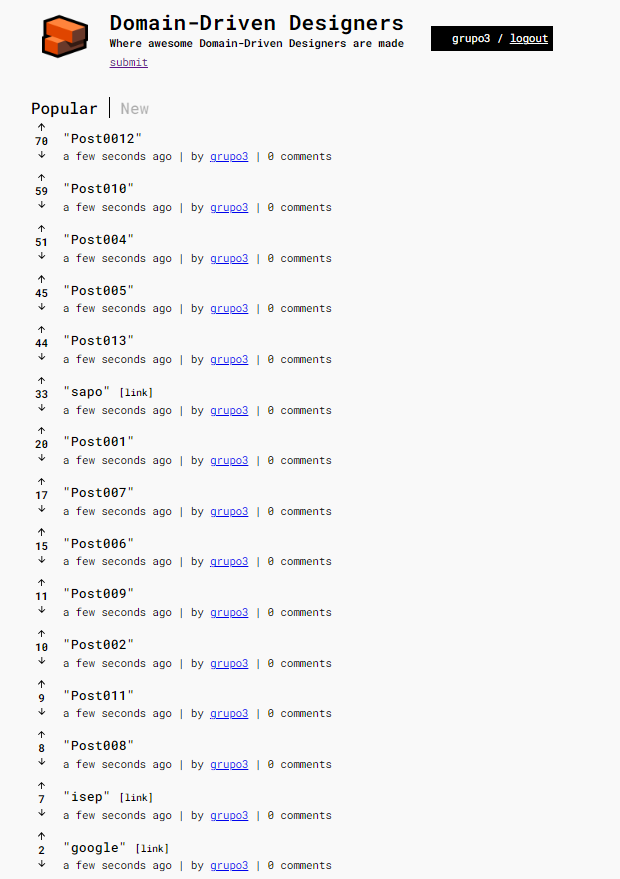 Domain-Driven Designers
Where awesome Domain-Driven Designers are made
submit
grupo3 / logout
Popular | New
70
"Post0012"
a few seconds ago | by grupo3 | 0 comments
59
"Post010"
a few seconds ago | by grupo3 | 0 comments
51
"Post004"
a few seconds ago | by grupo3 | 0 comments
45
"Post005"
a few seconds ago | by grupo3 | 0 comments
44
"Post013"
a few seconds ago | by grupo3 | 0 comments
33
"sapo" [link]
a few seconds ago | by grupo3 | 0 comments
20
"Post001"
a few seconds ago | by grupo3 | 0 comments
17
"Post007"
a few seconds ago | by grupo3 | 0 comments
15
"Post006"
a few seconds ago | by grupo3 | 0 comments
11
"Post009"
a few seconds ago | by grupo3 | 0 comments
10
"Post002"
a few seconds ago | by grupo3 | 0 comments
9
"Post011"
a few seconds ago | by grupo3 | 0 comments
8
"Post008"
a few seconds ago | by grupo3 | 0 comments
7
"isep" [link]
a few seconds ago | by grupo3 | 0 comments
2
"google" [link]
a few seconds ago | by grupo3 | 0 comments